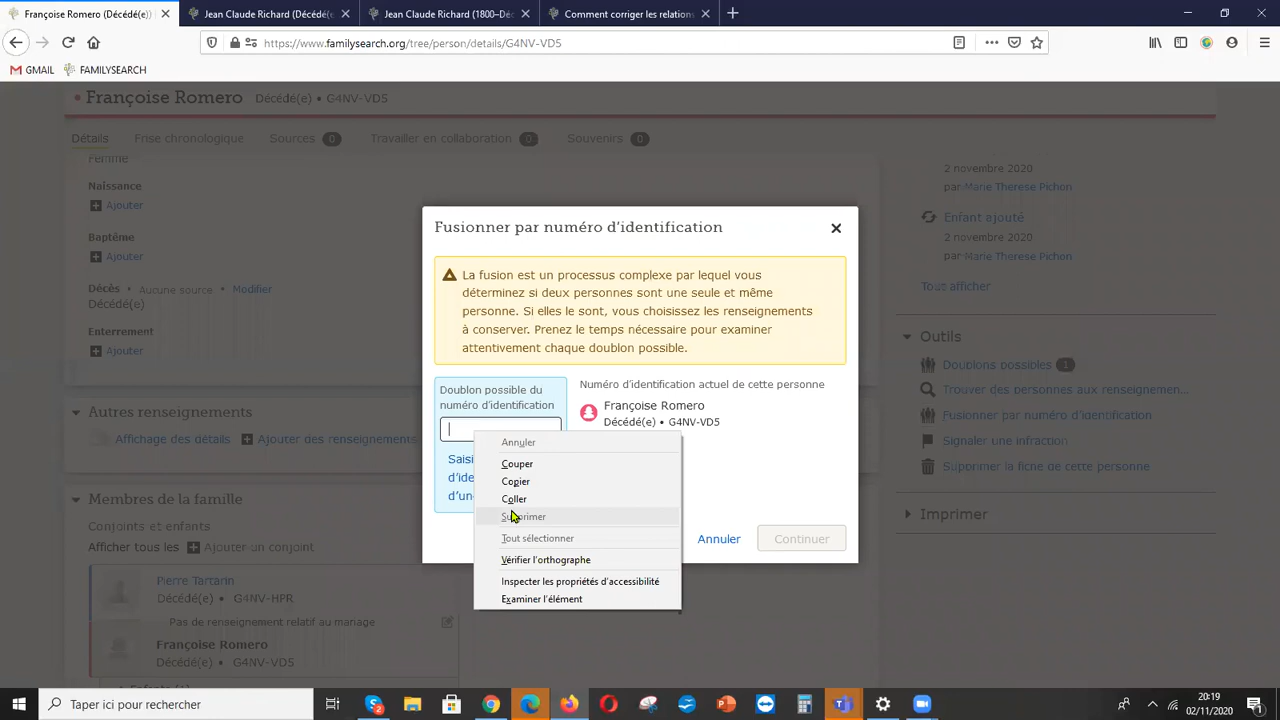 Françoise Romero (Décédé(e))
Jean Claude Richard (Décédé(e
Jean Claude Richard (1800–Déc
Comment corriger les relations
https://www.familysearch.org/tree/person/details/G4NV-VD5
GMAIL
FAMILYSEARCH
Françoise Romero Décédé(e) • G4NV-VD5
Détails
Frise chronologique
Sources 0
Travailler en collaboration 0
Souvenirs 0
Femme
Naissance
Ajouter
Baptême
Ajouter
Décès • Aucune source • Modifier
Décédé(e)
Enterrement
Ajouter
Autres renseignements
Affichage des détails
Ajouter des renseignements
Membres de la famille
Conjoints et enfants
Afficher tous les
Ajouter un conjoint
Pierre Tartarin
Décédé(e) • G4NV-HPR
Pas de renseignement relatif au mariage
Françoise Romero
Décédé(e) • G4NV-VD5
Fusionner par numéro d’identification
La fusion est un processus complexe par lequel vous
déterminez si deux personnes sont une seule et même
personne. Si elles le sont, vous choisissez les renseignements
à conserver. Prenez le temps nécessaire pour examiner
attentivement chaque doublon possible.
Doublon possible du
numéro d’identification
Saisi
d’ide
d’un
Numéro d’identification actuel de cette personne
Françoise Romero
Décédé(e) • G4NV-VD5
Annuler
Couper
Copier
Coller
Supprimer
Tout sélectionner
Vérifier l’orthographe
Inspecter les propriétés d’accessibilité
Examiner l’élément
Annuler
Continuer
2 novembre 2020
par Marie Therese Pichon
Enfant ajouté
2 novembre 2020
par Marie Therese Pichon
Tout afficher
Outils
Doublons possibles 1
Trouver des personnes aux renseignemen...
Fusionner par numéro d’identification
Signaler une infraction
Supprimer la fiche de cette personne
Imprimer
Taper ici pour rechercher
20:19
02/11/2020